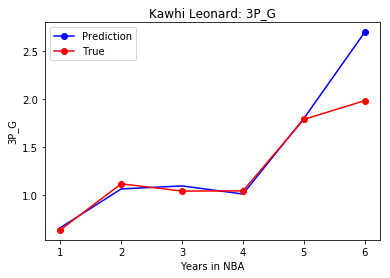 Kawhi Leonard: 3P_G
Prediction
True
3P_G
2.5
2.0
1.5
1.0
1 2 3 4 5 6
Years in NBA